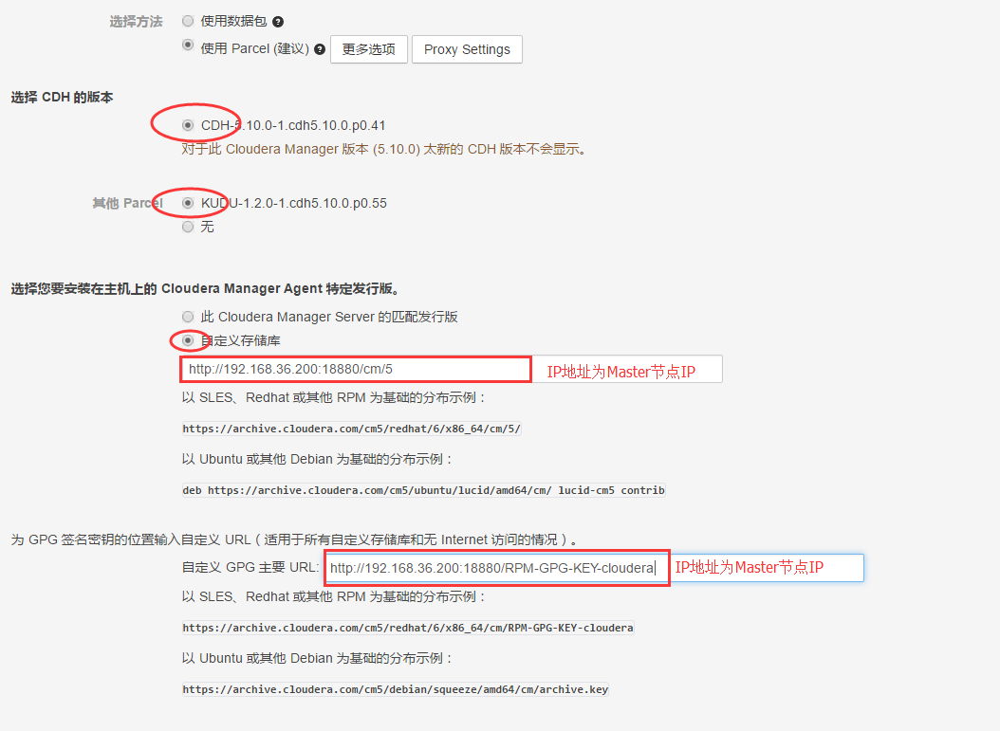 选择方法 使用数据包
使用 Parcel (建议) 更多选项 Proxy Settings
选择 CDH 的版本
CDH-5.10.0-1.cdh5.10.0.p0.41
对于此 Cloudera Manager 版本 (5.10.0) 太新的 CDH 版本不会显示。
其他 Parcel KUDU-1.2.0-1.cdh5.10.0.p0.55
无
选择您要安装在主机上的 Cloudera Manager Agent 特定发行版。
此 Cloudera Manager Server 的匹配发行版
自定义存储库
http://192.168.36.200:18880/cm/5 IP地址为Master节点IP
以 SLES、Redhat 或其他 RPM 为基础的分布示例：
https://archive.cloudera.com/cm5/redhat/6/x86_64/cm/5/
以 Ubuntu 或其他 Debian 为基础的分布示例：
deb https://archive.cloudera.com/cm5/ubuntu/lucid/amd64/cm/ lucid-cm5 contrib
为 GPG 签名密钥的位置输入自定义 URL（适用于所有自定义存储库和无 Internet 访问的情况）。
自定义 GPG 主要 URL: http://192.168.36.200:18880/RPM-GPG-KEY-cloudera IP地址为Master节点IP
以 SLES、Redhat 或其他 RPM 为基础的分布示例：
https://archive.cloudera.com/cm5/redhat/6/x86_64/cm/RPM-GPG-KEY-cloudera
以 Ubuntu 或其他 Debian 为基础的分布示例：
https://archive.cloudera.com/cm5/debian/squeeze/amd64/cm/archive.key